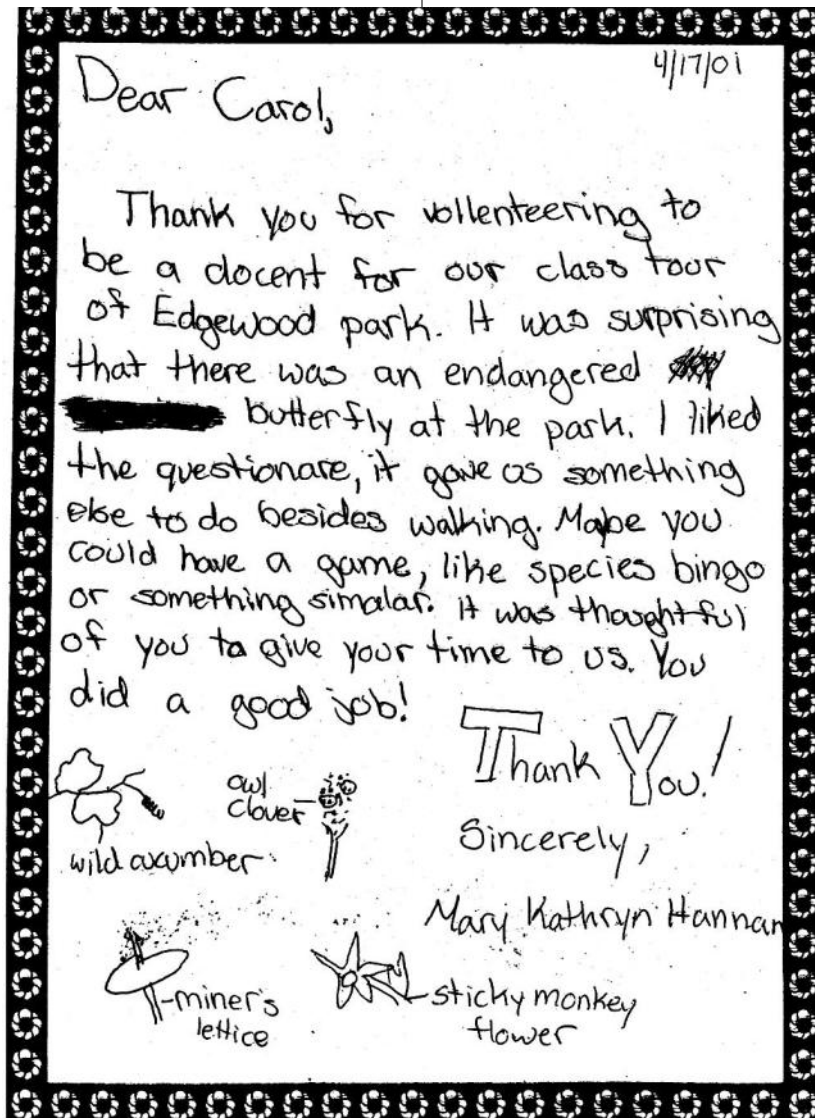 4/17/01
Dear Carol,
Thank you for vollenteering to
be a docent for our class tour
of Edgewood park. It was surprising
that there was an endangered
butterfly at the park. I liked
the questionare, it gave us something
else to do besides walking. Mabe you
could have a game, like species bingo
or something simalar. It was thoughtful
of you to give your time to us. You
did a good job!
Thank You!
Sincerely,
Mary Kathryn Hannan
wild cucumber
owl
clover
miner's
lettice
sticky monkey
flower